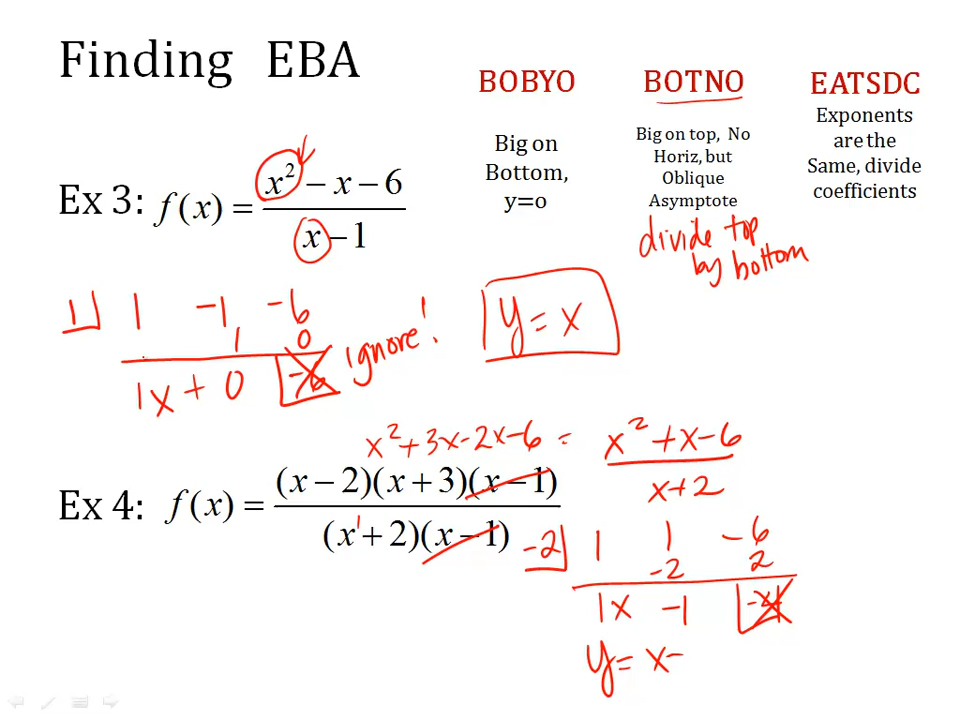 Finding EBA
BOBYO
Big on
Bottom,
y=0
BOTNO
Big on top, No
Horiz, but
Oblique
Asymptote
divide top
by bottom
EATSDC
Exponents
are the
Same, divide
coefficients
Ex 3: f(x) = (x² − x − 6) / (x − 1)
1 | 1 -1 -6
1 0
1x + 0 -6 ignore!
y = x
x² + 3x - 2x - 6 = (x² + x - 6) / (x + 2)
Ex 4: f(x) = (x − 2)(x + 3)(x − 1) / (x + 2)(x − 1)
-2 | 1 1 -6
-2 2
1x -1 -4
y = x -